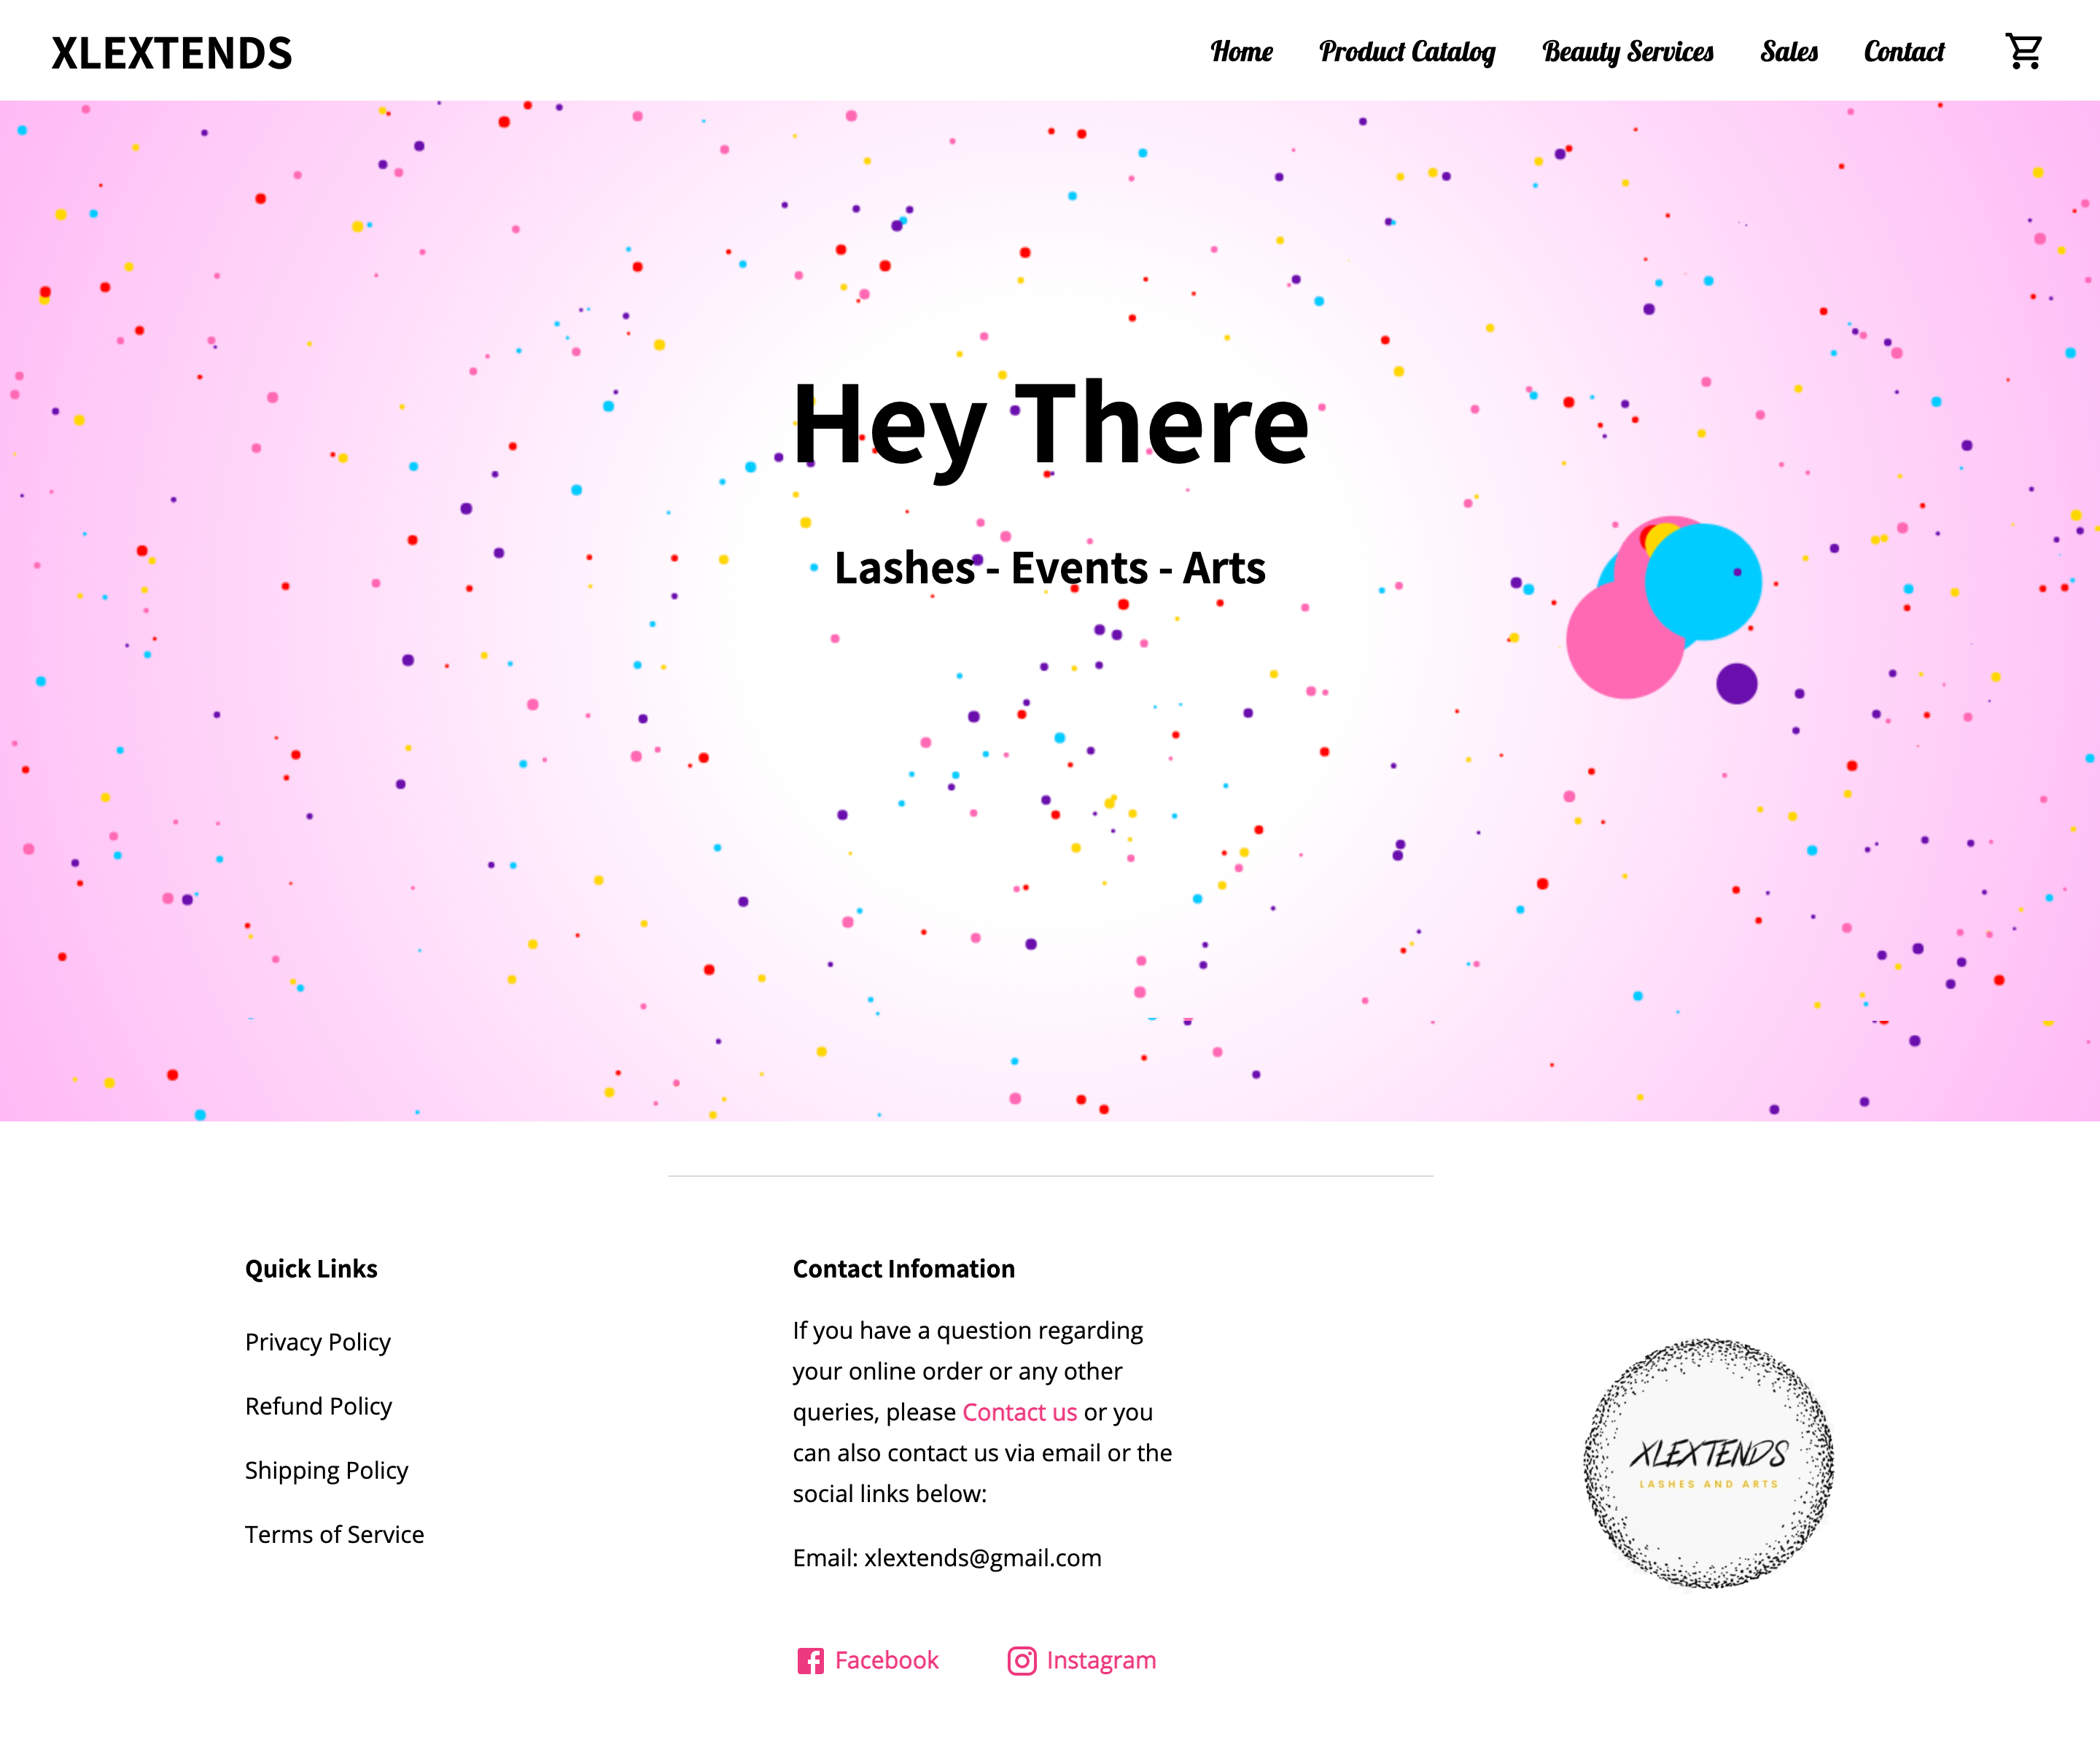 XLEXTENDS
Home Product Catalog Beauty Services Sales Contact
Hey There
Lashes - Events - Arts
Quick Links
Privacy Policy
Refund Policy
Shipping Policy
Terms of Service
Contact Infomation
If you have a question regarding
your online order or any other
queries, please Contact us or you
can also contact us via email or the
social links below:
Email: xlextends@gmail.com
Facebook Instagram
XLEXTENDS
LASHES AND ARTS